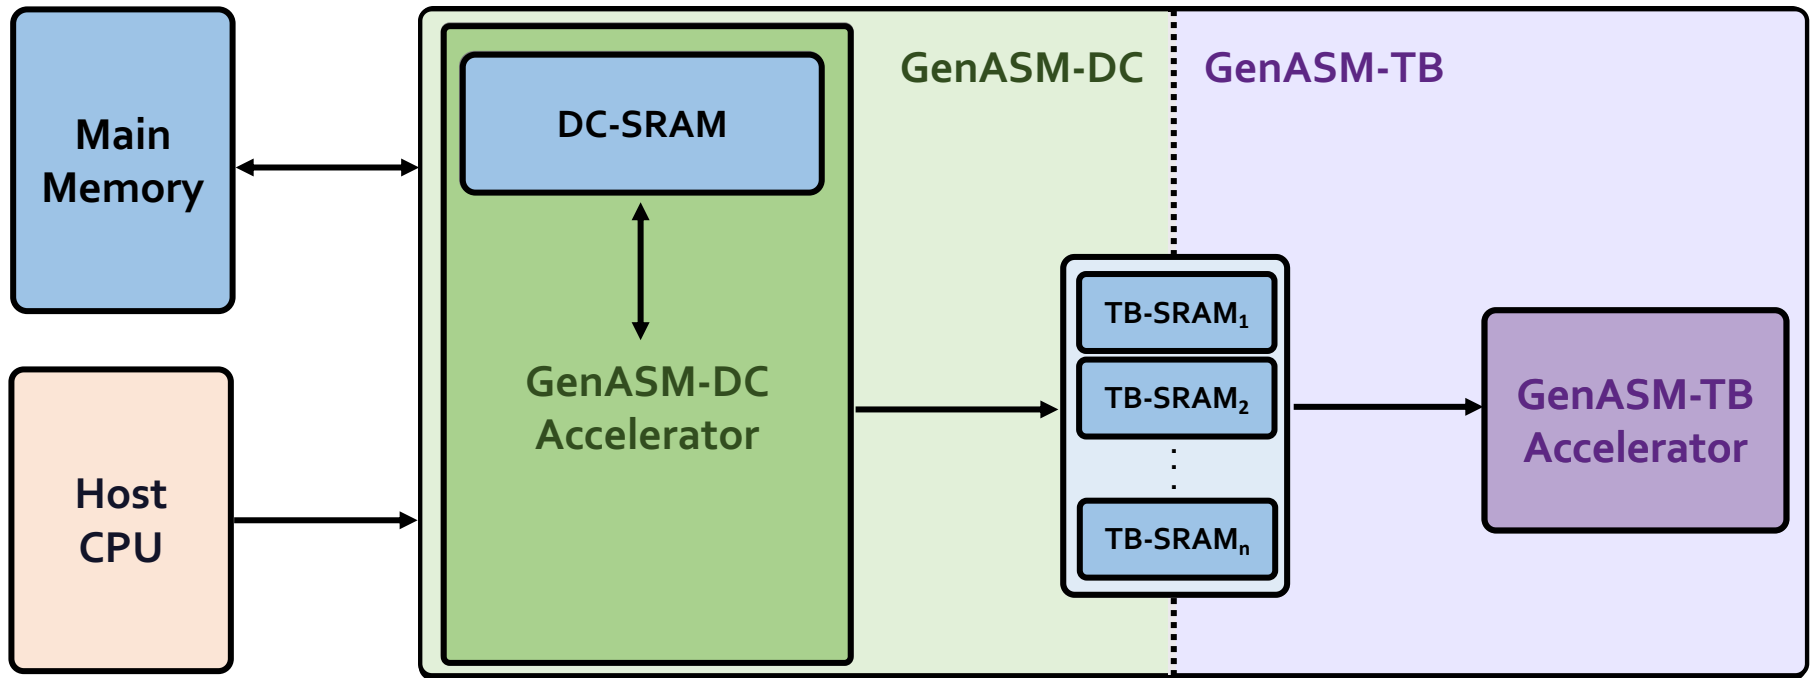 Main
Memory
Host
CPU
DC-SRAM
GenASM-DC
Accelerator
GenASM-DC
GenASM-TB
TB-SRAM₁
TB-SRAM₂
⋮
TB-SRAMₙ
GenASM-TB
Accelerator